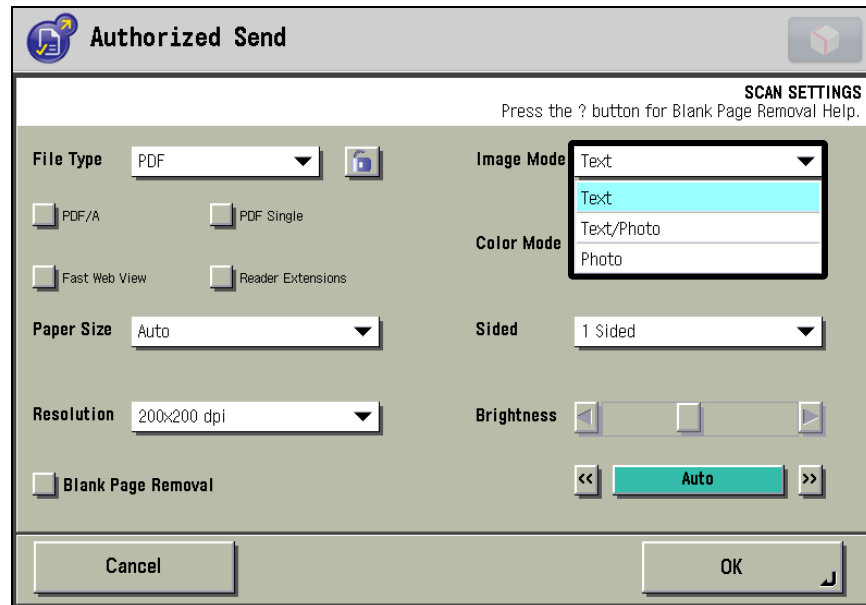 Authorized Send
SCAN SETTINGS
Press the ? button for Blank Page Removal Help.
File Type PDF
Image Mode Text
Text
Text/Photo
Photo
PDF/A PDF Single
Color Mode
Fast Web View Reader Extensions
Paper Size Auto
Sided 1 Sided
Resolution 200x200 dpi
Brightness
Blank Page Removal
<< Auto >>
Cancel OK